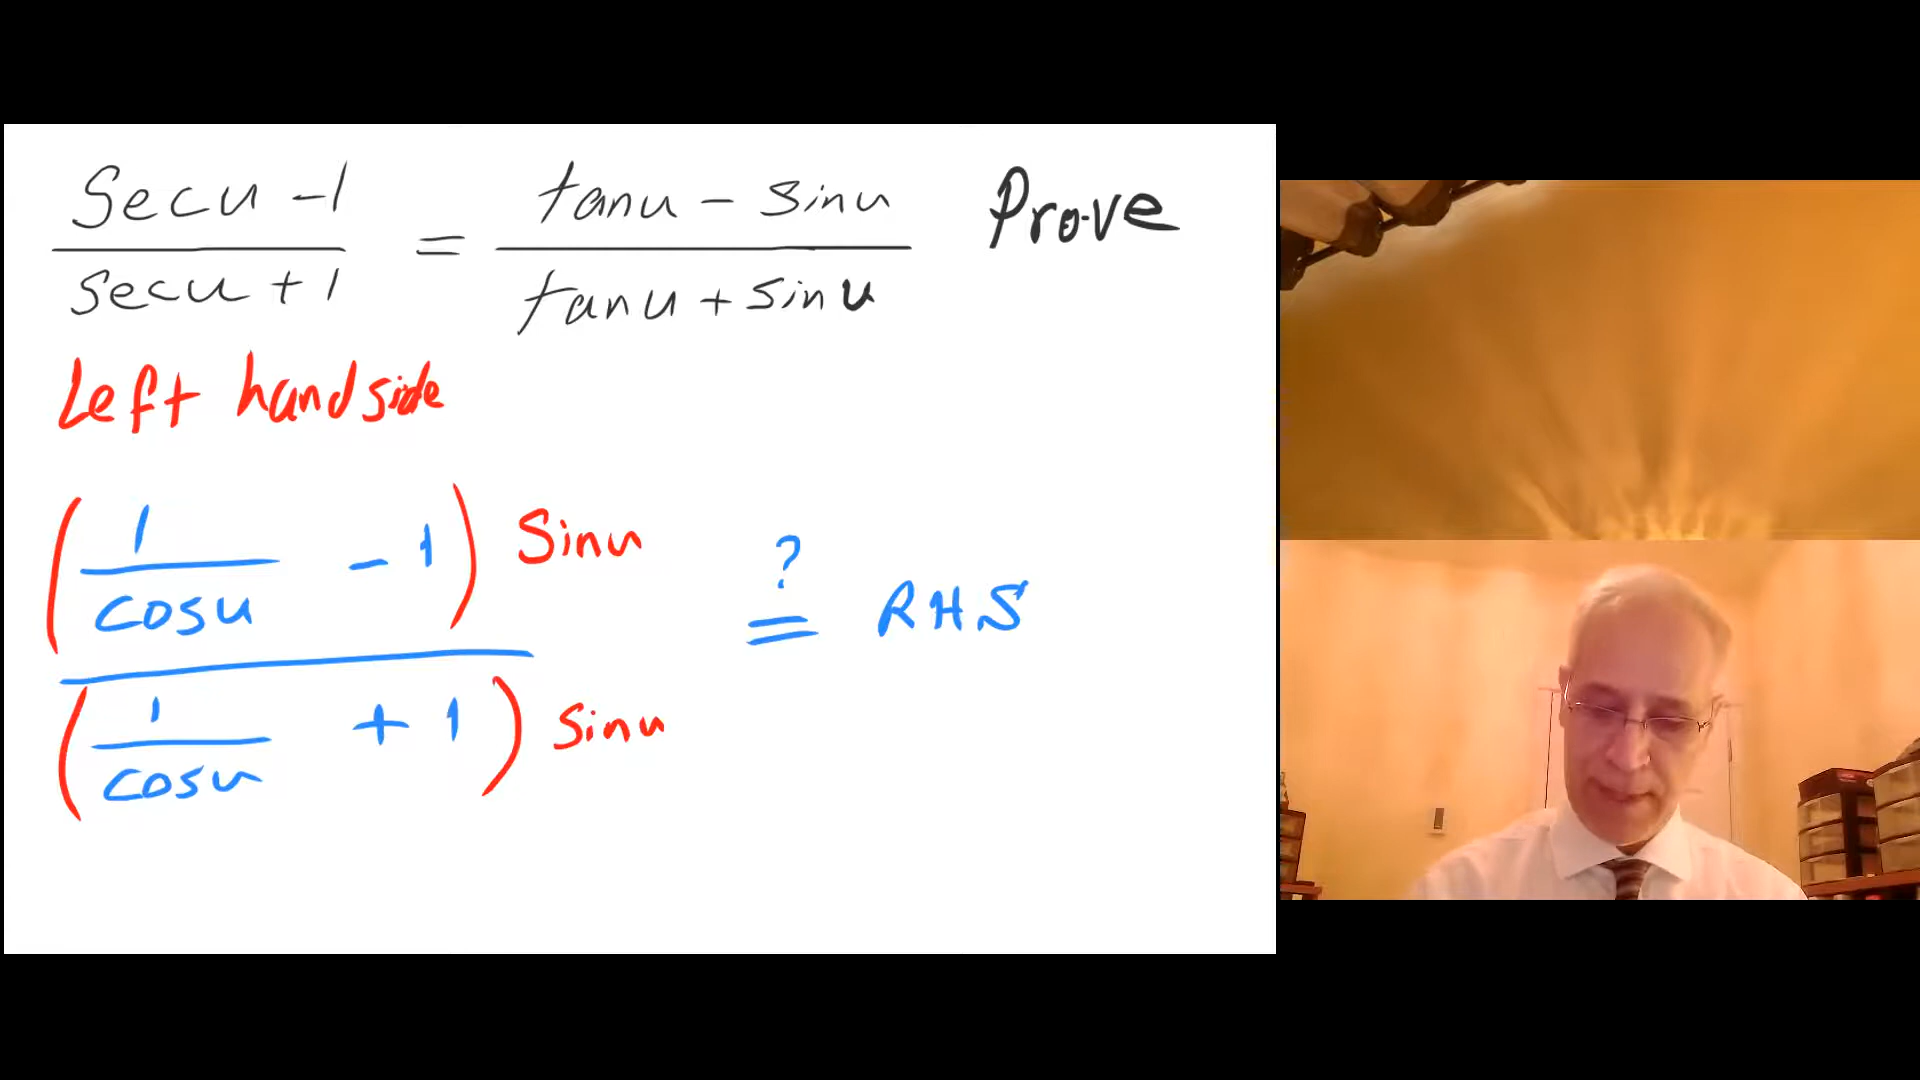 secu - 1 / secu + 1 = tanu - sinu / tanu + sinu Prove
Left hand side
(1/cosu - 1) sinu / (1/cosu + 1) sinu ?= RHS